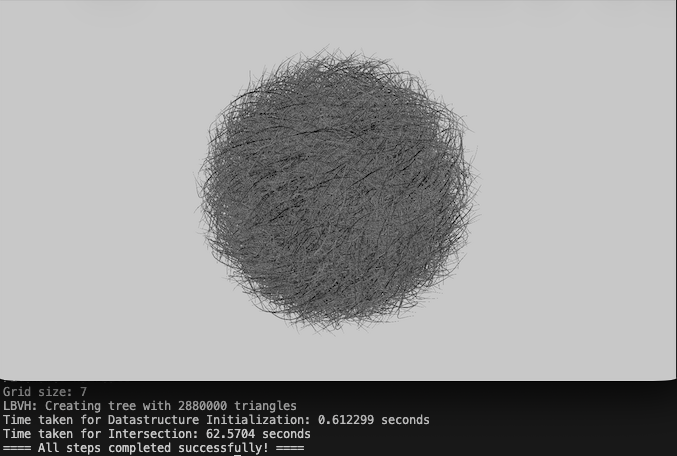 Grid size: 7
LBVH: Creating tree with 2880000 triangles
Time taken for Datastructure Initialization: 0.612299 seconds
Time taken for Intersection: 62.5704 seconds
==== All steps completed successfully! ====